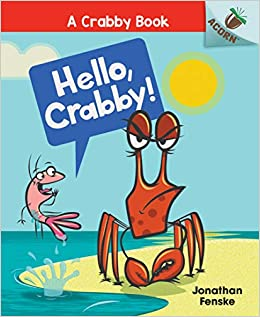 A Crabby Book
ACORN
Hello,
Crabby!
Jonathan
Fenske